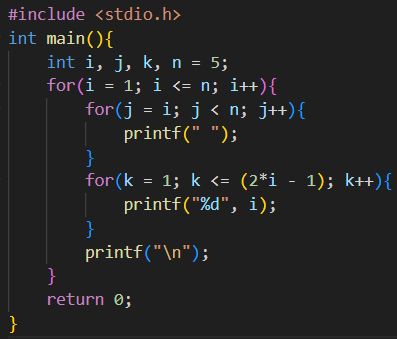 #include <stdio.h>
int main(){
    int i, j, k, n = 5;
    for(i = 1; i <= n; i++){
        for(j = i; j < n; j++){
            printf(" ");
        }
        for(k = 1; k <= (2*i - 1); k++){
            printf("%d", i);
        }
        printf("\n");
    }
    return 0;
}